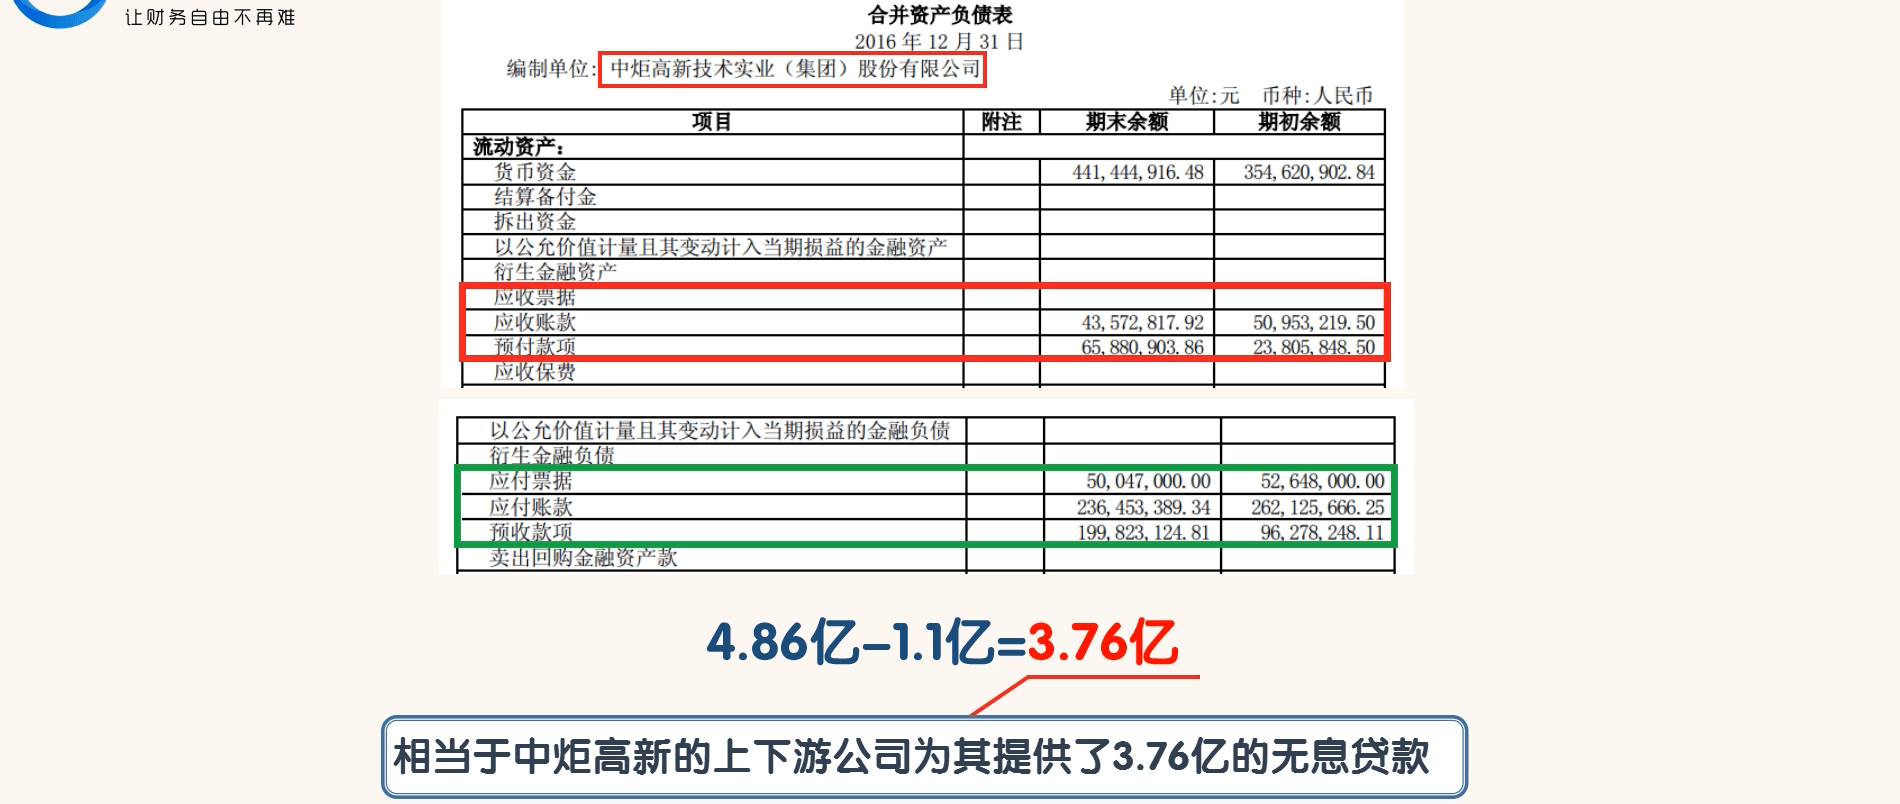 让财务自由不再难
合并资产负债表
2016 年 12 月 31 日
编制单位: 中炬高新技术实业（集团）股份有限公司
单位:元 币种:人民币
项目 附注 期末余额 期初余额
流动资产：
货币资金 441,444,916.48 354,620,902.84
结算备付金
拆出资金
以公允价值计量且其变动计入当期损益的金融资产
衍生金融资产
应收票据
应收账款 43,572,817.92 50,953,219.50
预付款项 65,880,903.86 23,805,848.50
应收保费
以公允价值计量且其变动计入当期损益的金融负债
衍生金融负债
应付票据 50,047,000.00 52,648,000.00
应付账款 236,453,389.34 262,125,666.25
预收款项 199,823,124.81 96,278,248.11
卖出回购金融资产款
4.86亿-1.1亿=3.76亿
相当于中炬高新的上下游公司为其提供了3.76亿的无息贷款